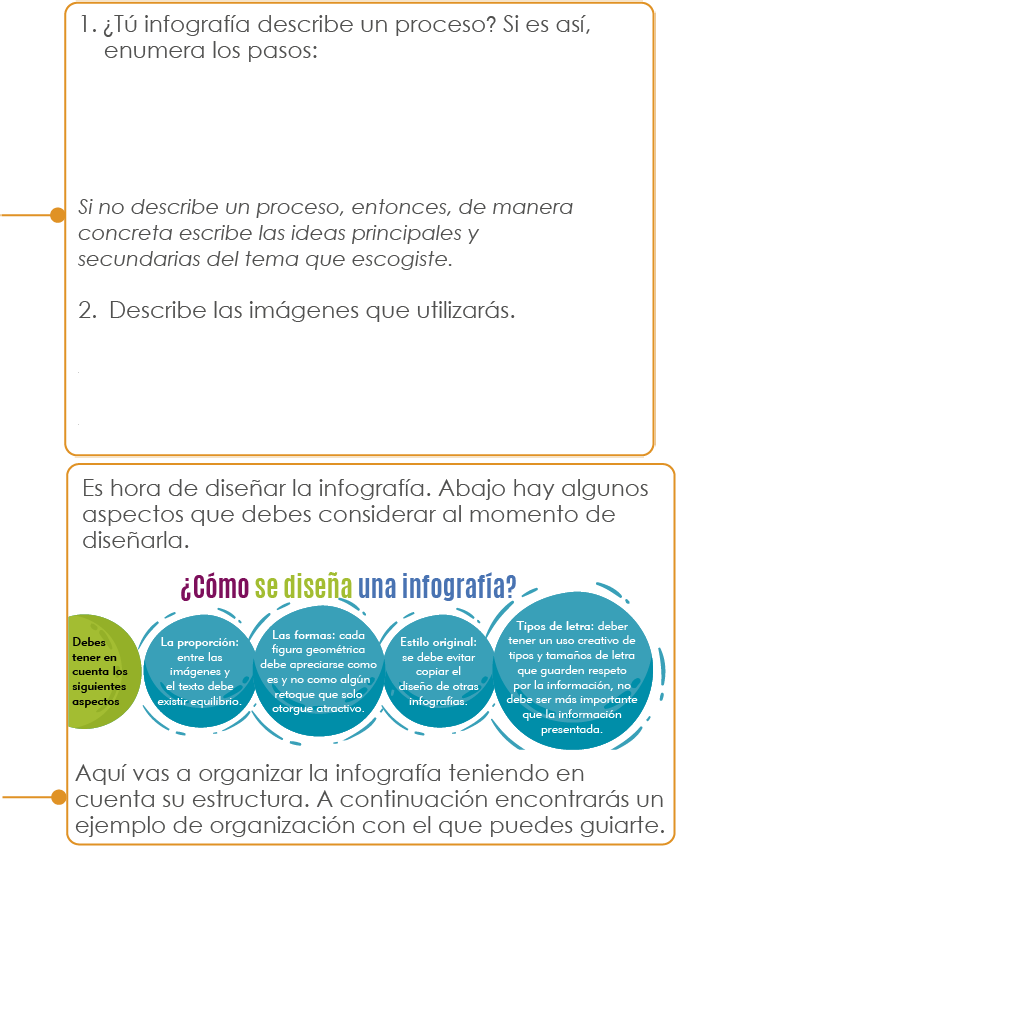 1. ¿Tú infografía describe un proceso? Si es así,
enumera los pasos:
Si no describe un proceso, entonces, de manera
concreta escribe las ideas principales y
secundarias del tema que escogiste.
2. Describe las imágenes que utilizarás.
Es hora de diseñar la infografía. Abajo hay algunos
aspectos que debes considerar al momento de
diseñarla.
¿Cómo se diseña una infografía?
Debes
tener en
cuenta los
siguientes
aspectos
La proporción:
entre las
imágenes y
el texto debe
existir equilibrio.
Las formas: cada
figura geométrica
debe apreciarse como
es y no como algún
retoque que solo
otorgue atractivo.
Estilo original:
se debe evitar
copiar el
diseño de otras
infografías.
Tipos de letra: deber
tener un uso creativo de
tipos y tamaños de letra
que guarden respeto
por la información, no
debe ser más importante
que la información
presentada.
Aquí vas a organizar la infografía teniendo en
cuenta su estructura. A continuación encontrarás un
ejemplo de organización con el que puedes guiarte.